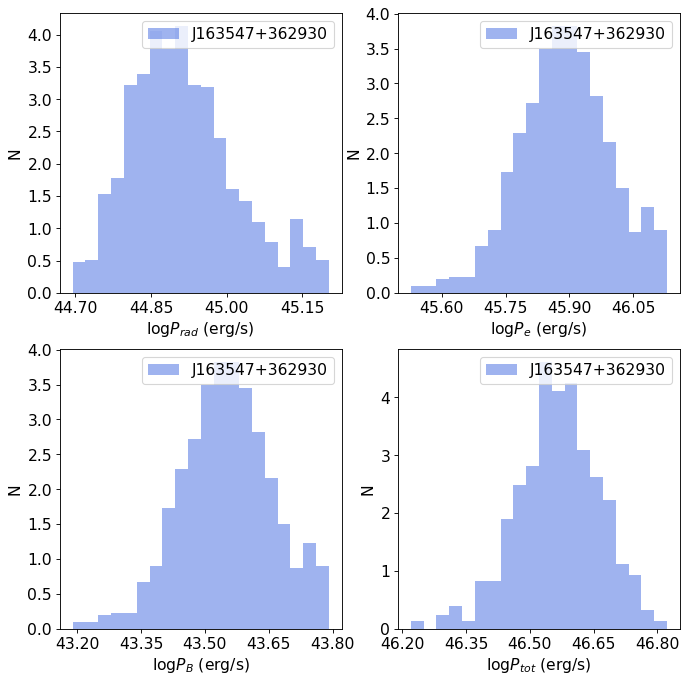 J163547+362930
N
4.0
3.5
3.0
2.5
2.0
1.5
1.0
0.5
0.0
44.70 44.85 45.00 45.15
logP_rad (erg/s)
J163547+362930
N
4.0
3.5
3.0
2.5
2.0
1.5
1.0
0.5
0.0
45.60 45.75 45.90 46.05
logP_e (erg/s)
J163547+362930
N
4.0
3.5
3.0
2.5
2.0
1.5
1.0
0.5
0.0
43.20 43.35 43.50 43.65 43.80
logP_B (erg/s)
J163547+362930
N
4
3
2
1
0
46.20 46.35 46.50 46.65 46.80
logP_tot (erg/s)